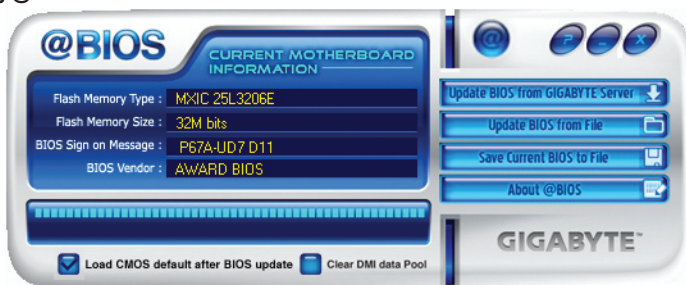 @BIOS
CURRENT MOTHERBOARD
INFORMATION
Flash Memory Type : MXIC 25L3206E
Flash Memory Size : 32M bits
BIOS Sign on Message : P67A-UD7 D11
BIOS Vendor : AWARD BIOS
Load CMOS default after BIOS update
Clear DMI data Pool
@
? _ X
Update BIOS from GIGABYTE Server
Update BIOS from File
Save Current BIOS to File
About @BIOS
GIGABYTE™